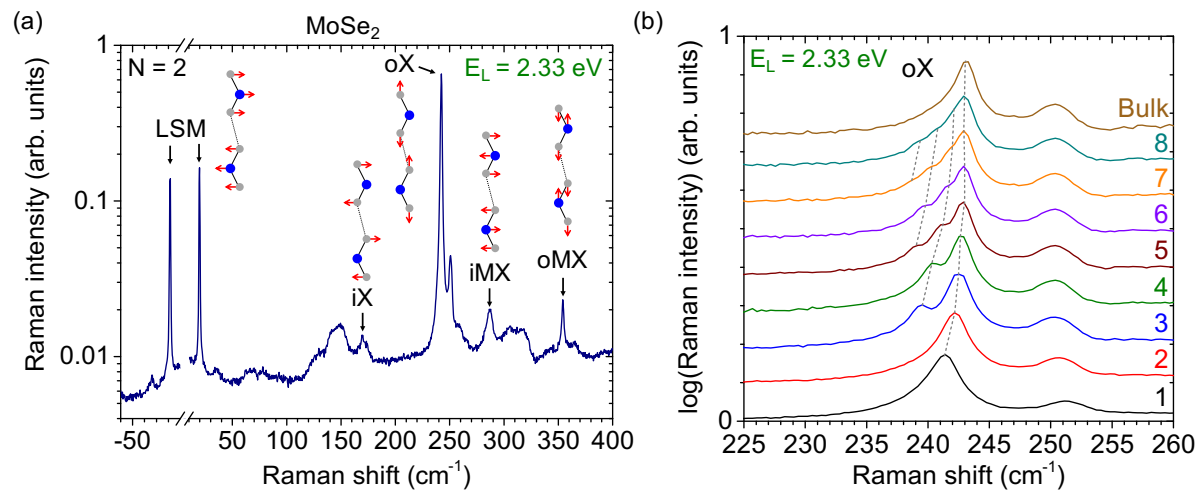 (a)
MoSe₂
N = 2
E_L = 2.33 eV
oX
LSM
iX
iMX
oMX
1
0.1
0.01
Raman intensity (arb. units)
-50 50 100 150 200 250 300 350 400
Raman shift (cm⁻¹)
(b)
E_L = 2.33 eV
oX
Bulk
8
7
6
5
4
3
2
1
1
0
log(Raman intensity) (arb. units)
225 230 235 240 245 250 255 260
Raman shift (cm⁻¹)